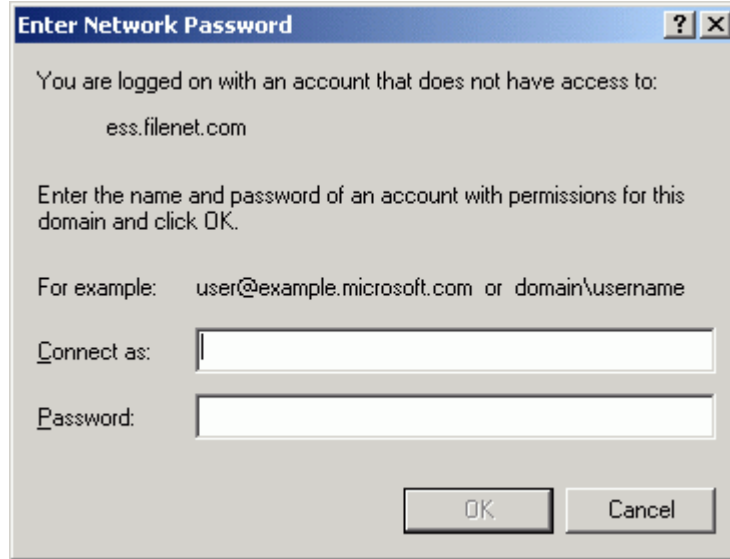 Enter Network Password
You are logged on with an account that does not have access to:
ess.filenet.com
Enter the name and password of an account with permissions for this
domain and click OK.
For example: user@example.microsoft.com or domain\username
Connect as:
Password:
OK Cancel